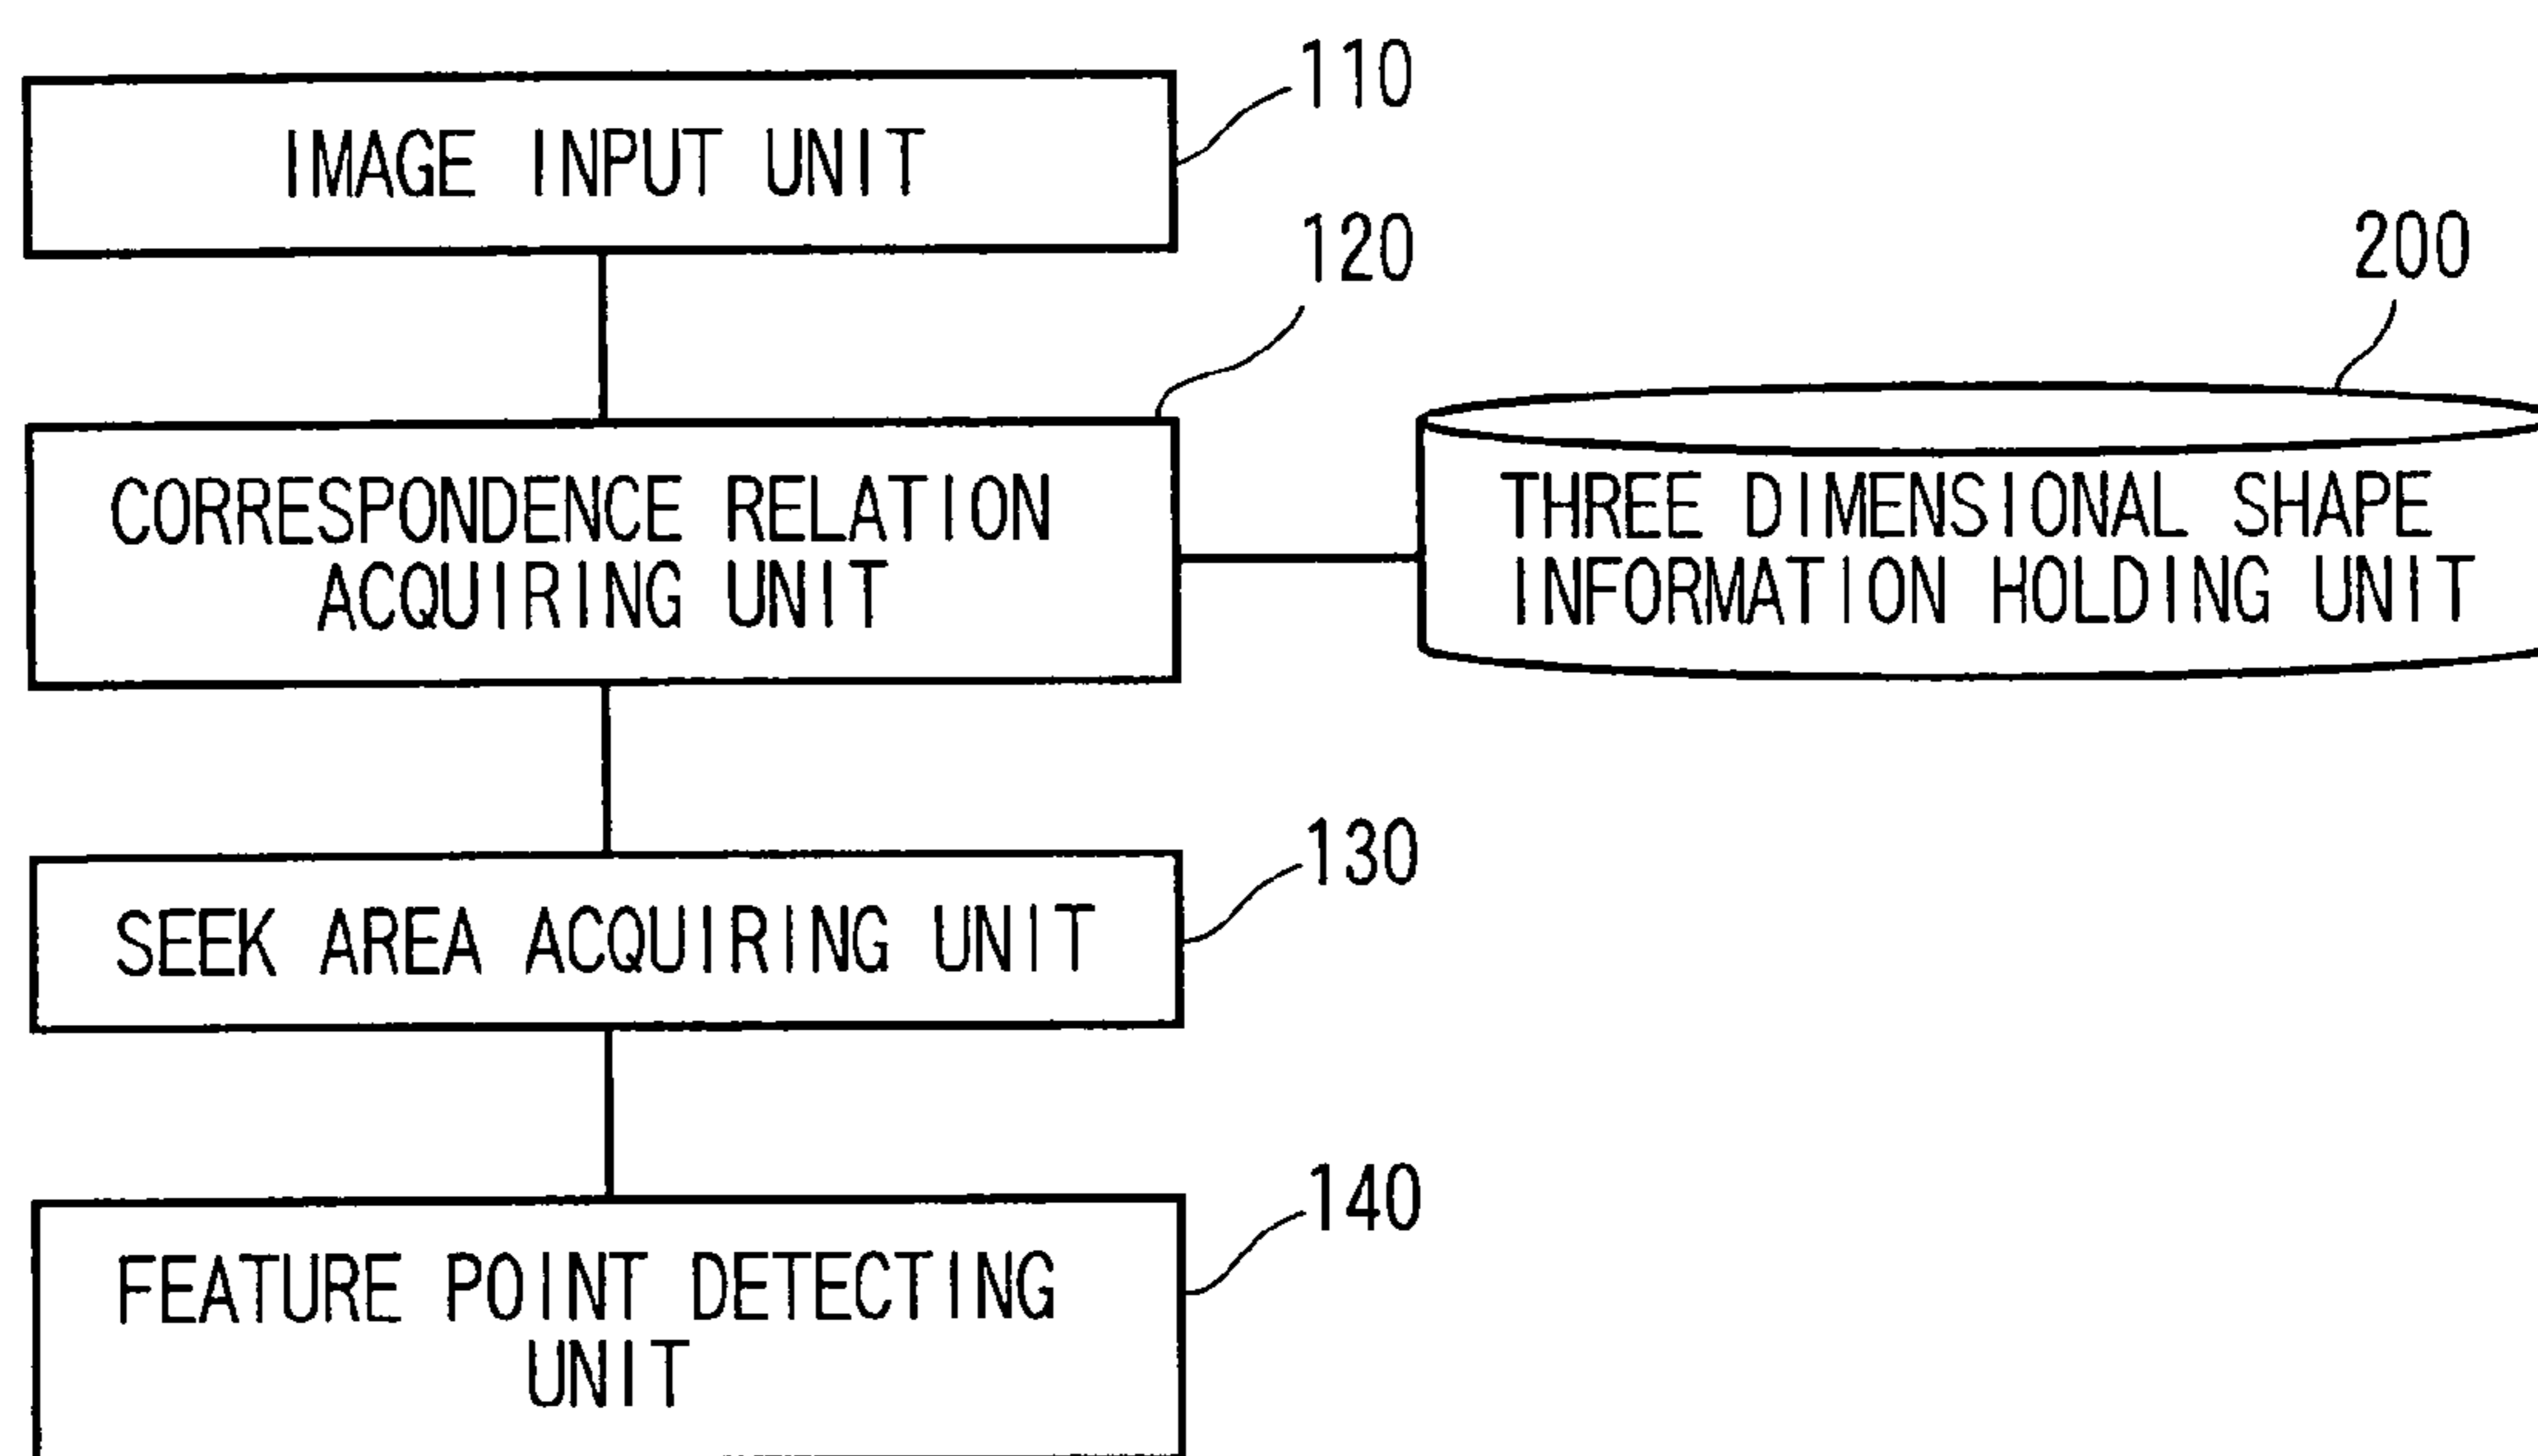 110
IMAGE INPUT UNIT
120
200
CORRESPONDENCE RELATION
ACQUIRING UNIT
THREE DIMENSIONAL SHAPE
INFORMATION HOLDING UNIT
130
SEEK AREA ACQUIRING UNIT
140
FEATURE POINT DETECTING
UNIT